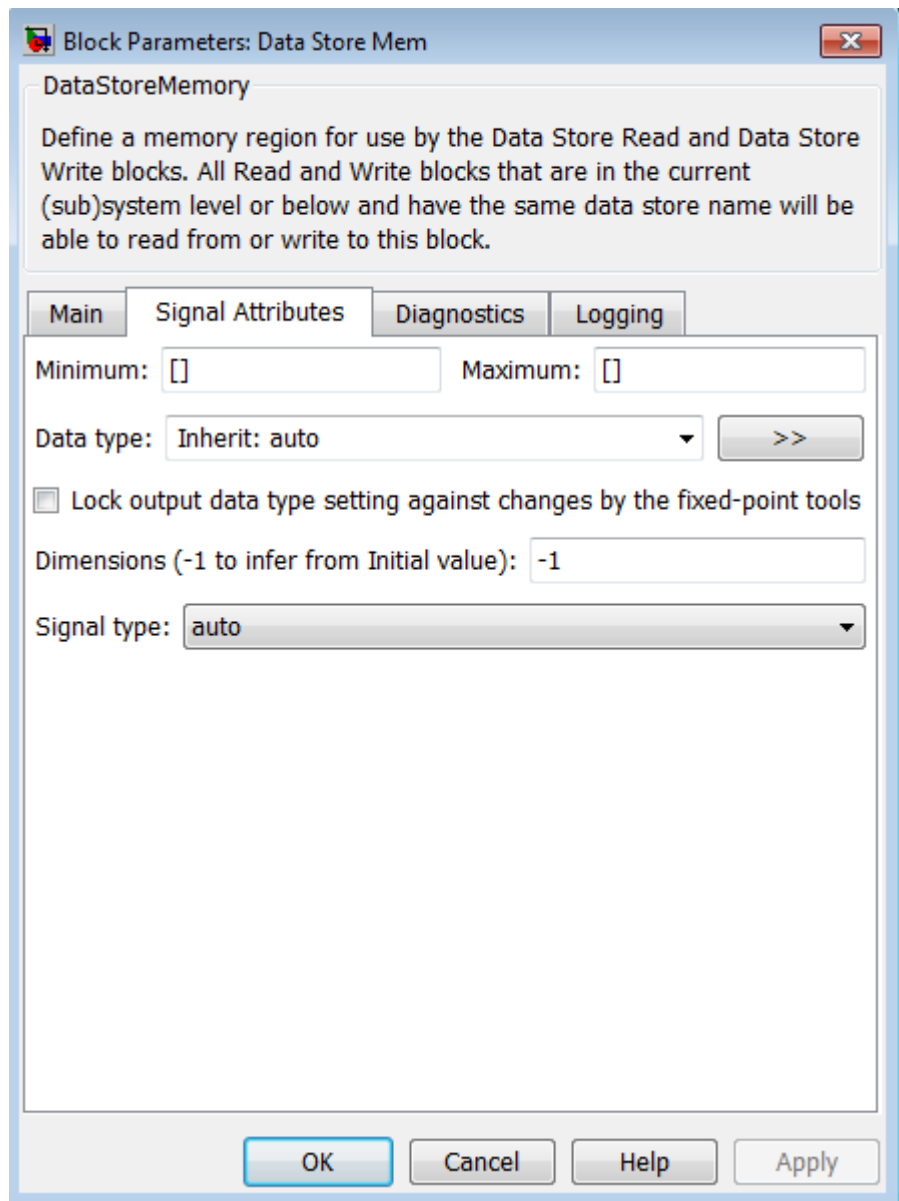 Block Parameters: Data Store Mem
DataStoreMemory
Define a memory region for use by the Data Store Read and Data Store
Write blocks. All Read and Write blocks that are in the current
(sub)system level or below and have the same data store name will be
able to read from or write to this block.
Main Signal Attributes Diagnostics Logging
Minimum: [] Maximum: []
Data type: Inherit: auto >>
Lock output data type setting against changes by the fixed-point tools
Dimensions (-1 to infer from Initial value): -1
Signal type: auto
OK Cancel Help Apply